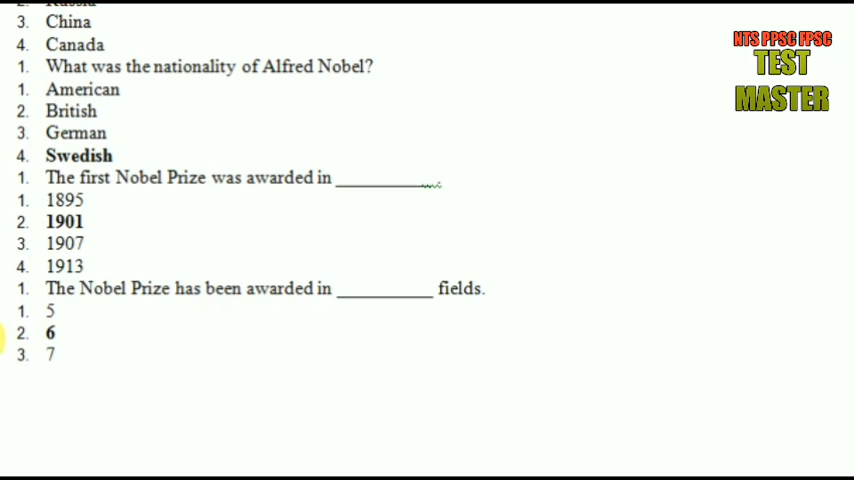 2. Russia
3. China
4. Canada
1. What was the nationality of Alfred Nobel?
1. American
2. British
3. German
4. Swedish
1. The first Nobel Prize was awarded in __________.
1. 1895
2. 1901
3. 1907
4. 1913
1. The Nobel Prize has been awarded in __________ fields.
1. 5
2. 6
3. 7
NTS PPSC FPSC
TEST
MASTER